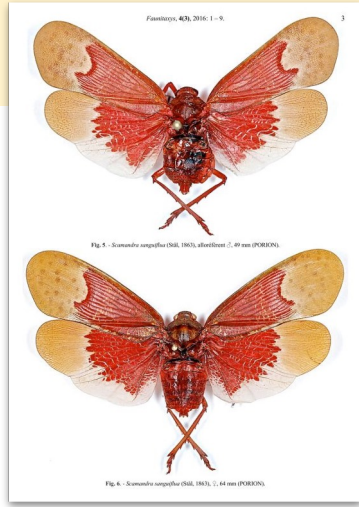 Faunitaxys, 4(3), 2016: 1 – 9.
3
Fig. 5. - Scamandra sanguiflua (Stål, 1863), alloréférent ♂, 49 mm (PORION).
Fig. 6. - Scamandra sanguiflua (Stål, 1863), ♀, 64 mm (PORION).